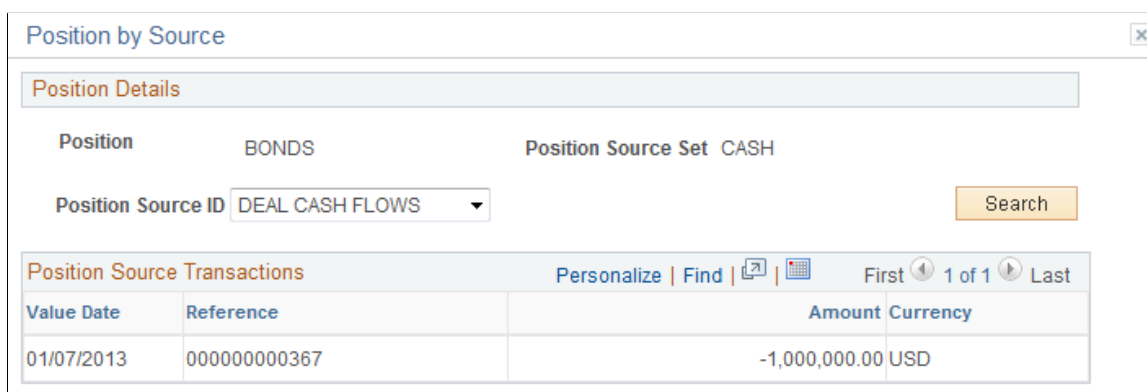 Position by Source
Position Details
Position BONDS Position Source Set CASH
Position Source ID DEAL CASH FLOWS Search
Position Source Transactions Personalize | Find | | First 1 of 1 Last
Value Date Reference Amount Currency
01/07/2013 000000000367 -1,000,000.00 USD